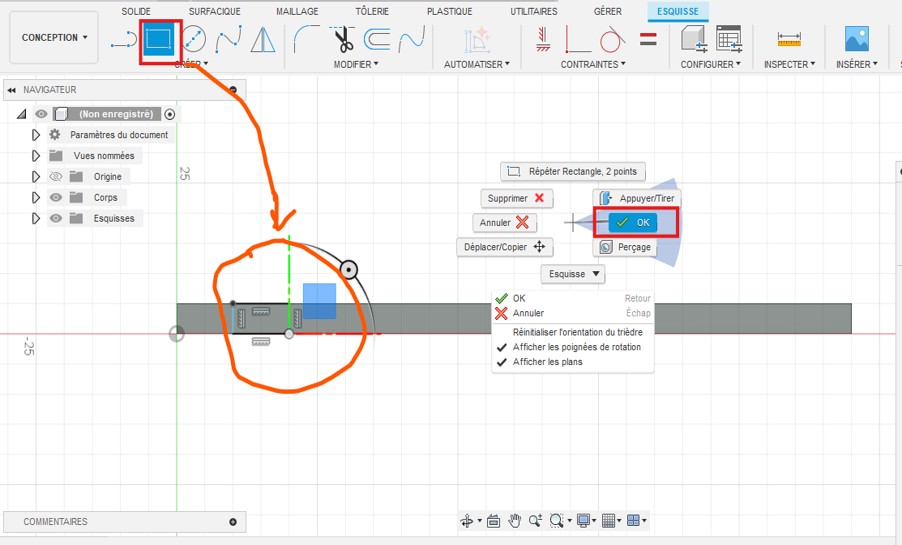 SOLIDE SURFACIQUE MAILLAGE TÔLERIE PLASTIQUE UTILITAIRES GÉRER ESQUISSE
CONCEPTION
CRÉER MODIFIER AUTOMATISER CONTRAINTES CONFIGURER INSPECTER INSÉRER
NAVIGATEUR
(Non enregistré)
Paramètres du document
Vues nommées
Origine
Corps
Esquisses
25
-25
Répéter Rectangle, 2 points
Supprimer Appuyer/Tirer
Annuler OK
Déplacer/Copier Perçage
Esquisse
OK Retour
Annuler Échap
Réinitialiser l'orientation du trièdre
Afficher les poignées de rotation
Afficher les plans
COMMENTAIRES